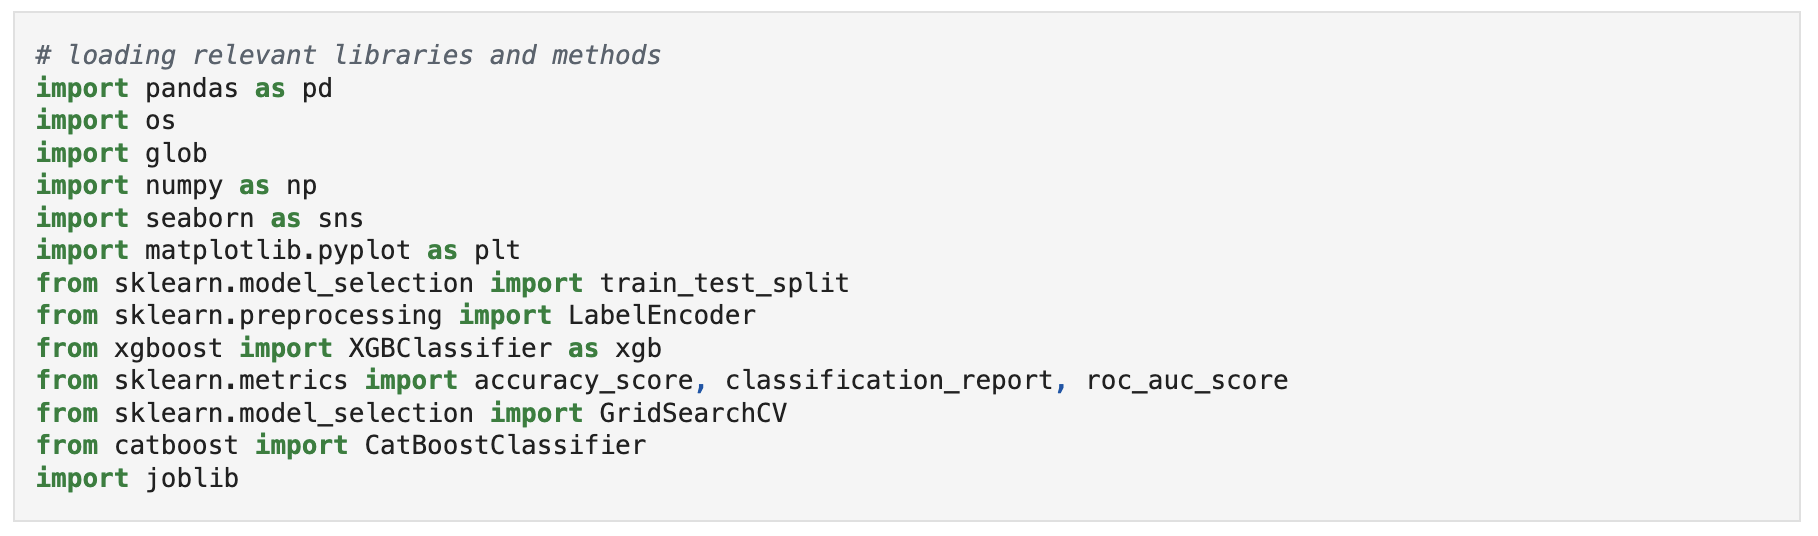 # loading relevant libraries and methods
import pandas as pd
import os
import glob
import numpy as np
import seaborn as sns
import matplotlib.pyplot as plt
from sklearn.model_selection import train_test_split
from sklearn.preprocessing import LabelEncoder
from xgboost import XGBClassifier as xgb
from sklearn.metrics import accuracy_score, classification_report, roc_auc_score
from sklearn.model_selection import GridSearchCV
from catboost import CatBoostClassifier
import joblib